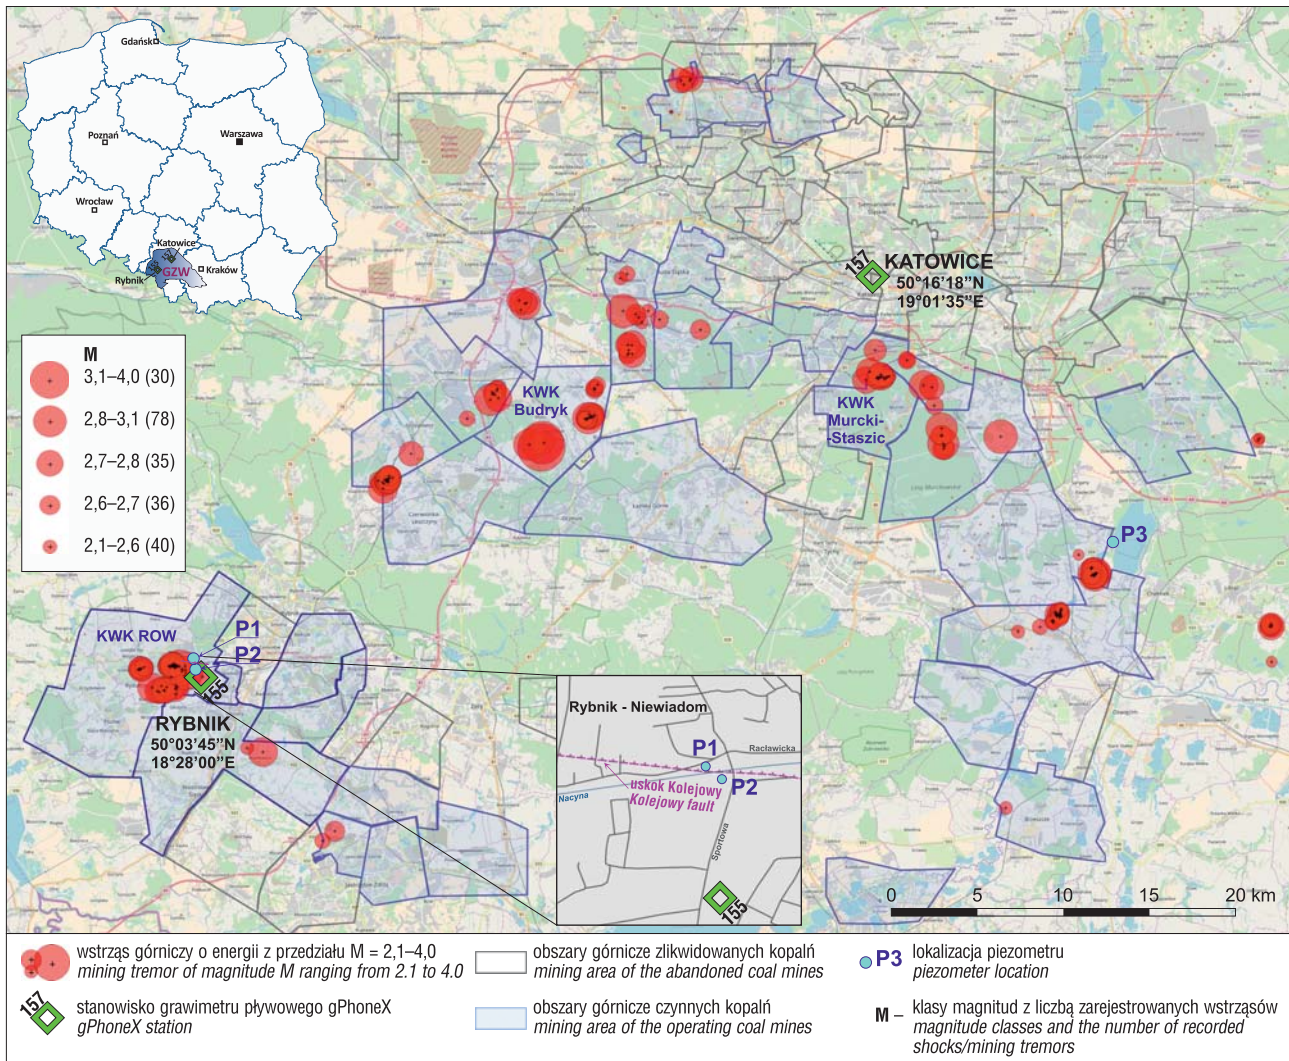 Gdańsk
Poznań
Warszawa
Wrocław
Katowice
GZW
Kraków
Rybnik
M
3,1–4,0 (30)
2,8–3,1 (78)
2,7–2,8 (35)
2,6–2,7 (36)
2,1–2,6 (40)
157
KATOWICE
50°16’18”N
19°01’35”E
KWK
Budryk
KWK
Murcki-
-Staszic
P3
KWK ROW
P1
P2
155
RYBNIK
50°03’45”N
18°28’00”E
Rybnik - Niewiadom
P1
Racławicka
P2
uskok Kolejowy
Kolejowy fault
Nacyna
Sportowa
155
0 5 10 15 20 km
wstrząs górniczy o energii z przedziału M = 2,1–4,0
mining tremor of magnitude M ranging from 2.1 to 4.0
157
stanowisko grawimetru pływowego gPhoneX
gPhoneX station
obszary górnicze zlikwidowanych kopalń
mining area of the abandoned coal mines
obszary górnicze czynnych kopalń
mining area of the operating coal mines
P3 lokalizacja piezometru
piezometer location
M – klasy magnitud z liczbą zarejestrowanych wstrząsów
magnitude classes and the number of recorded
shocks/mining tremors